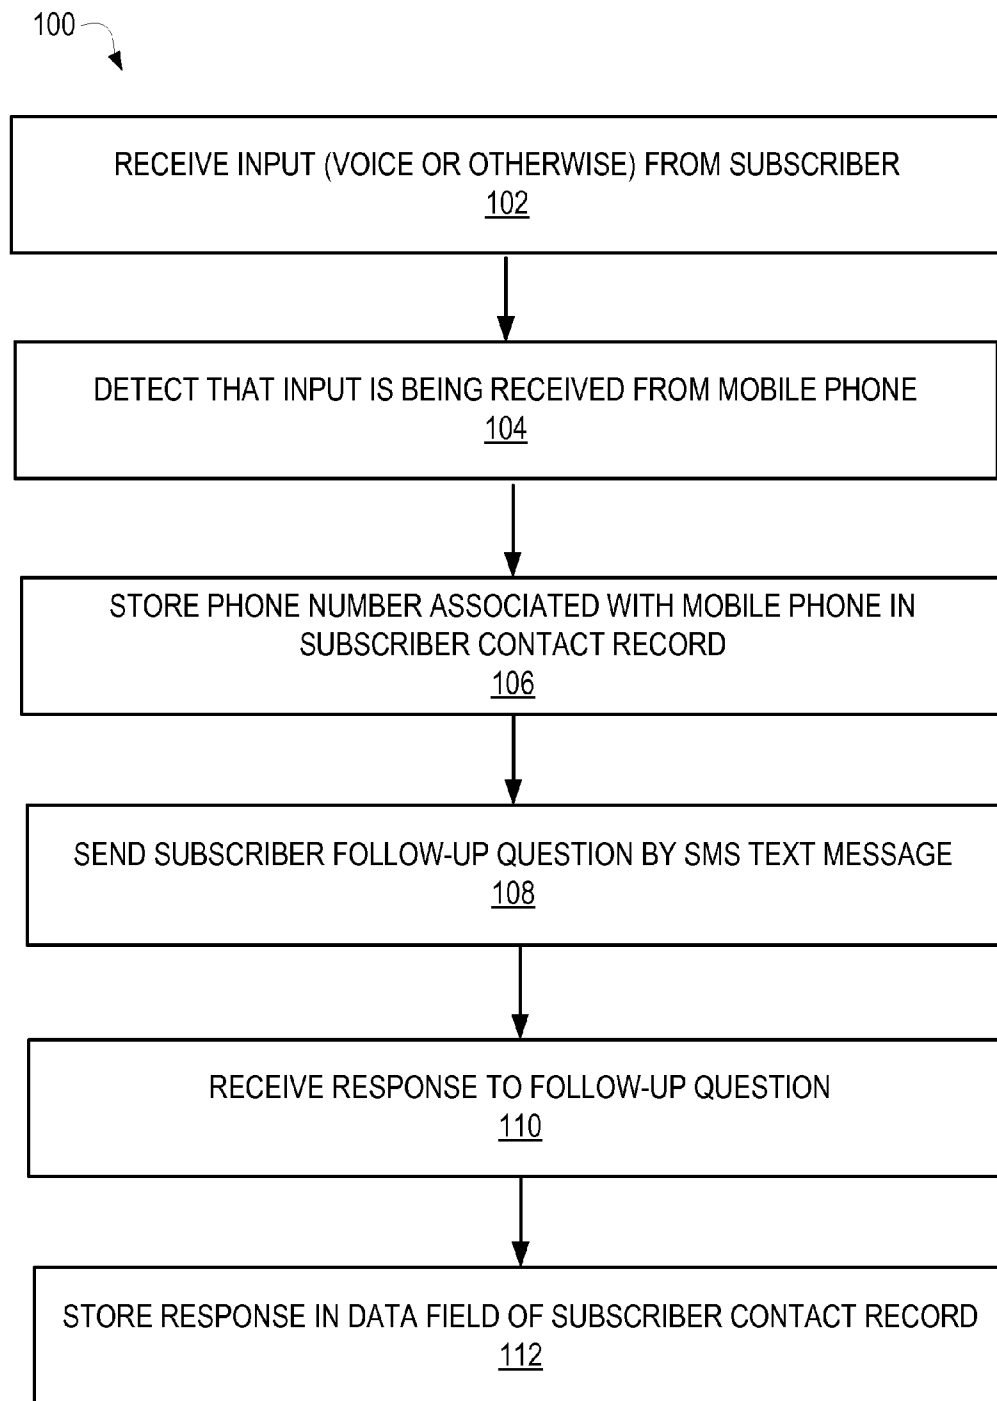 100
RECEIVE INPUT (VOICE OR OTHERWISE) FROM SUBSCRIBER
102
DETECT THAT INPUT IS BEING RECEIVED FROM MOBILE PHONE
104
STORE PHONE NUMBER ASSOCIATED WITH MOBILE PHONE IN
SUBSCRIBER CONTACT RECORD
106
SEND SUBSCRIBER FOLLOW-UP QUESTION BY SMS TEXT MESSAGE
108
RECEIVE RESPONSE TO FOLLOW-UP QUESTION
110
STORE RESPONSE IN DATA FIELD OF SUBSCRIBER CONTACT RECORD
112